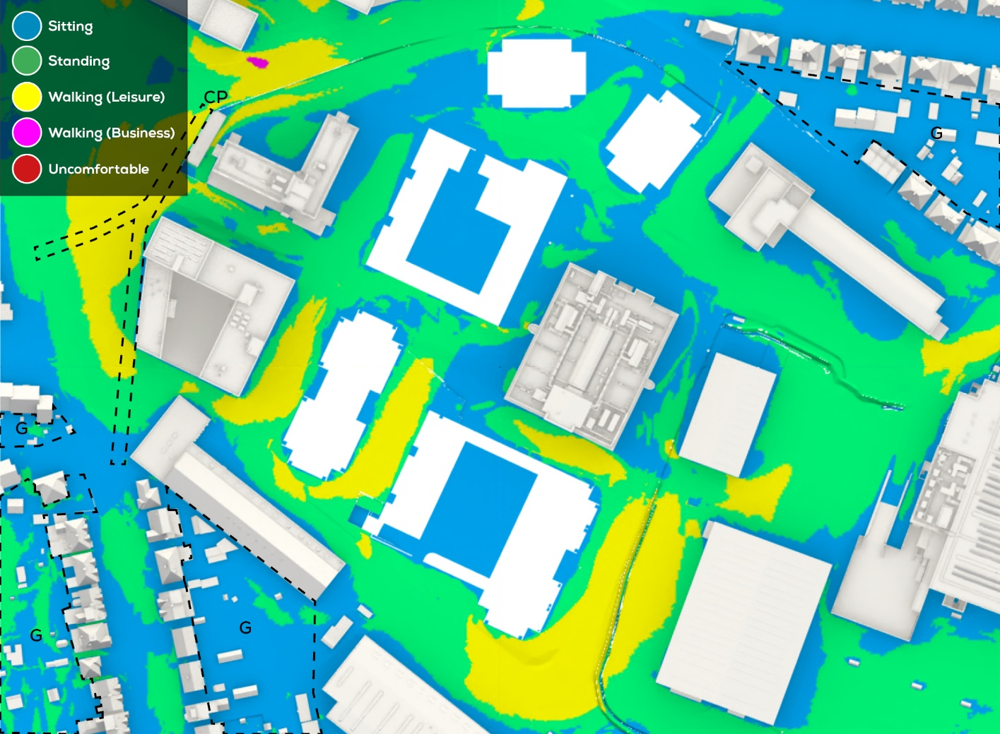 Sitting
Standing
CP
Walking (Leisure)
Walking (Business)
G
Uncomfortable
G
G
G